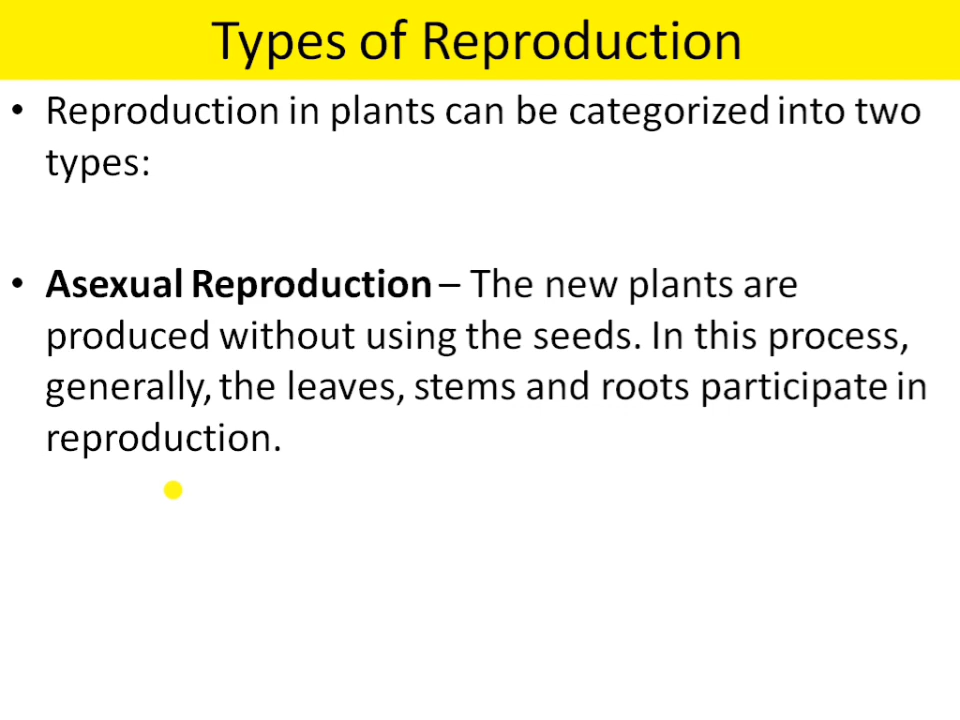 Types of Reproduction
• Reproduction in plants can be categorized into two
types:
• Asexual Reproduction – The new plants are
produced without using the seeds. In this process,
generally, the leaves, stems and roots participate in
reproduction.